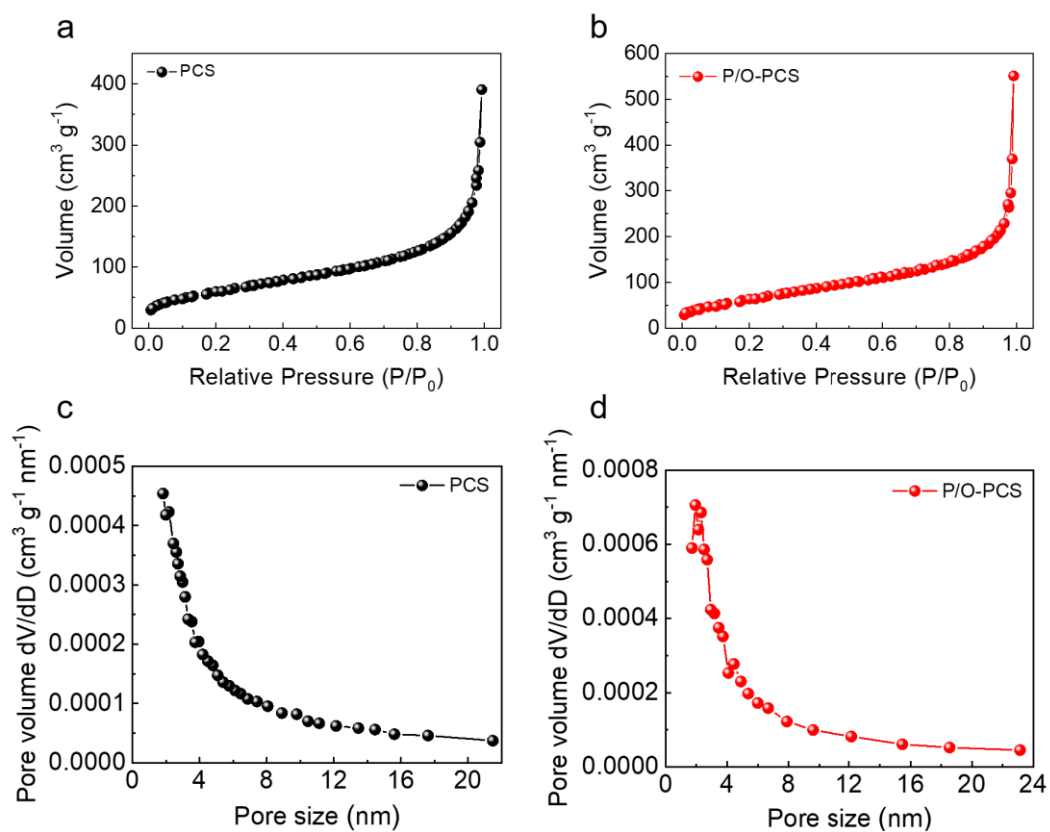 a
PCS
Volume (cm³ g⁻¹)
400
300
200
100
0
0.0 0.2 0.4 0.6 0.8 1.0
Relative Pressure (P/P₀)
b
P/O-PCS
Volume (cm³ g⁻¹)
600
500
400
300
200
100
0
0.0 0.2 0.4 0.6 0.8 1.0
Relative Pressure (P/P₀)
c
PCS
Pore volume dV/dD (cm³ g⁻¹ nm⁻¹)
0.0005
0.0004
0.0003
0.0002
0.0001
0.0000
0 4 8 12 16 20
Pore size (nm)
d
P/O-PCS
Pore volume dV/dD (cm³ g⁻¹ nm⁻¹)
0.0008
0.0006
0.0004
0.0002
0.0000
0 4 8 12 16 20 24
Pore size (nm)